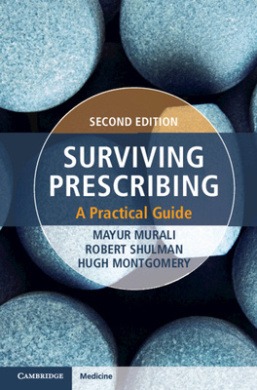 SECOND EDITION
SURVIVING
PRESCRIBING
A Practical Guide
MAYUR MURALI
ROBERT SHULMAN
HUGH MONTGOMERY
CAMBRIDGE Medicine